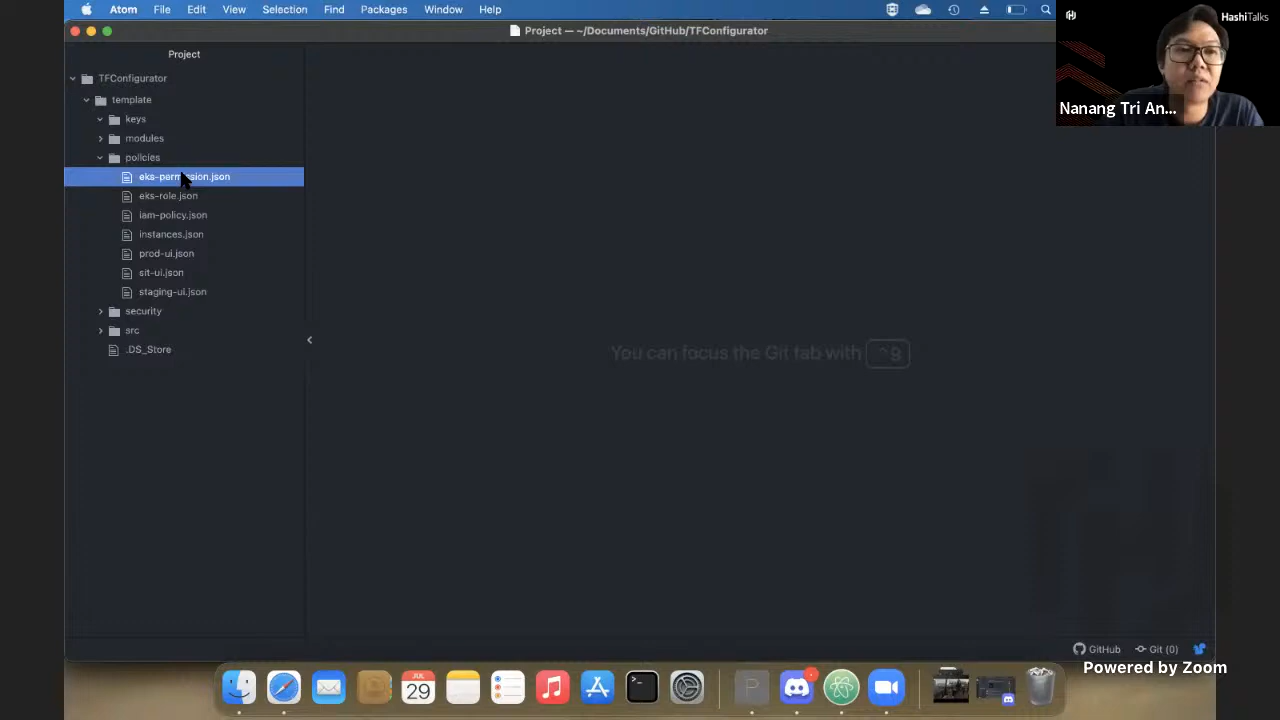 Atom File Edit View Selection Find Packages Window Help
Project — ~/Documents/GitHub/TFConfigurator
HashiTalks
Nanang Tri An...
Project
TFConfigurator
template
keys
modules
policies
eks-permission.json
eks-role.json
iam-policy.json
instances.json
prod-ui.json
sit-ui.json
staging-ui.json
security
src
.DS_Store
You can focus the Git tab with ^9
GitHub Git (0)
Powered by Zoom
JUL
29